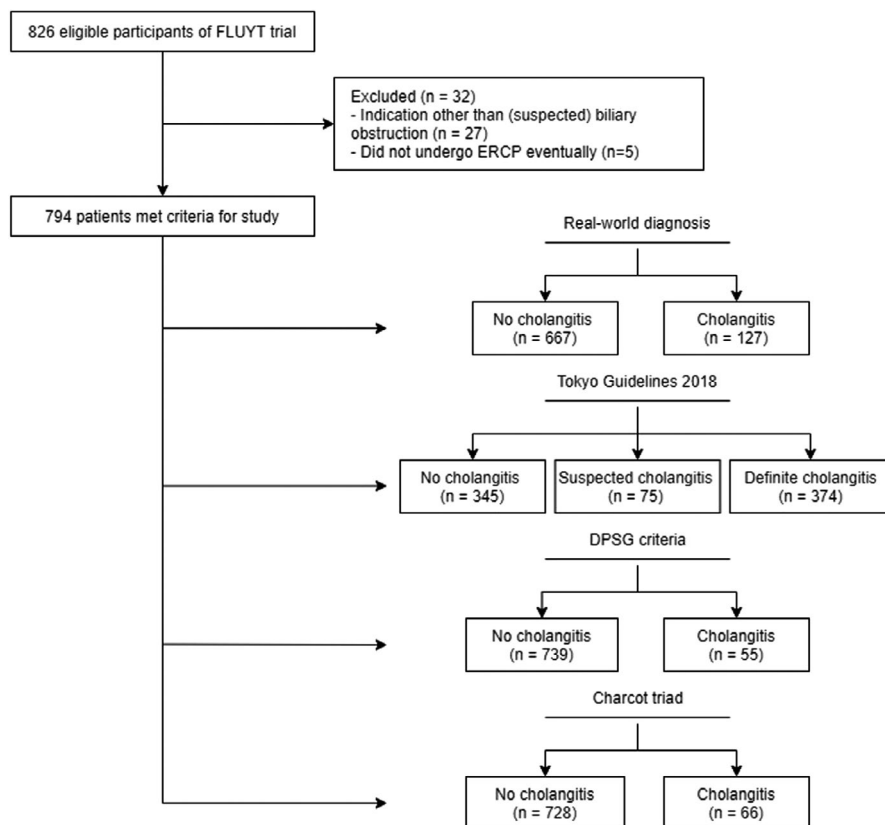 826 eligible participants of FLUYT trial
Excluded (n = 32)
- Indication other than (suspected) biliary
obstruction (n = 27)
- Did not undergo ERCP eventually (n=5)
794 patients met criteria for study
Real-world diagnosis
No cholangitis
(n = 667)
Cholangitis
(n = 127)
Tokyo Guidelines 2018
No cholangitis
(n = 345)
Suspected cholangitis
(n = 75)
Definite cholangitis
(n = 374)
DPSG criteria
No cholangitis
(n = 739)
Cholangitis
(n = 55)
Charcot triad
No cholangitis
(n = 728)
Cholangitis
(n = 66)